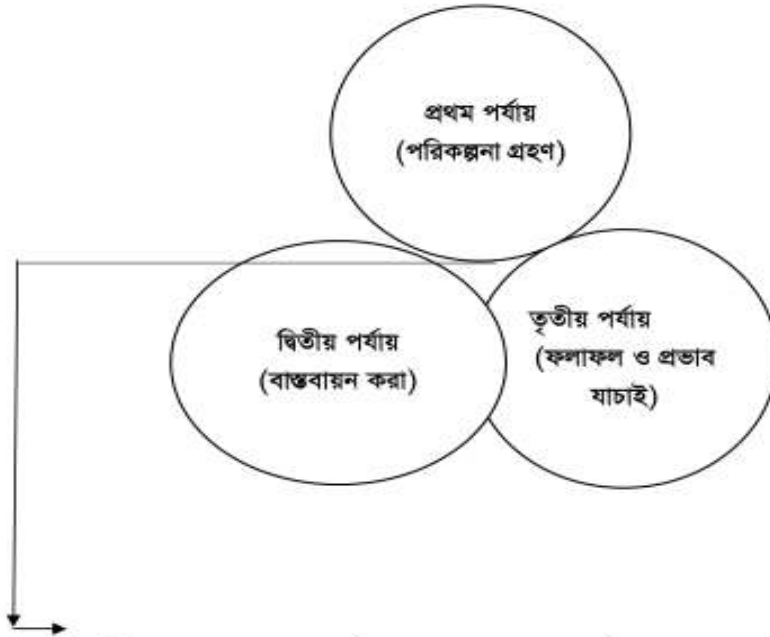 প্রথম পর্যায়
(পরিকল্পনা গ্রহণ)
দ্বিতীয় পর্যায়
(বাস্তবায়ন করা)
তৃতীয় পর্যায়
(ফলাফল ও প্রভাব
যাচাই)